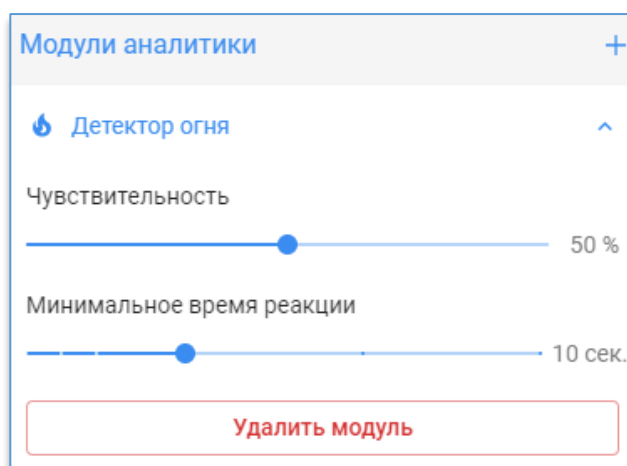 Модули аналитики +
Детектор огня
Чувствительность
50 %
Минимальное время реакции
10 сек.
Удалить модуль